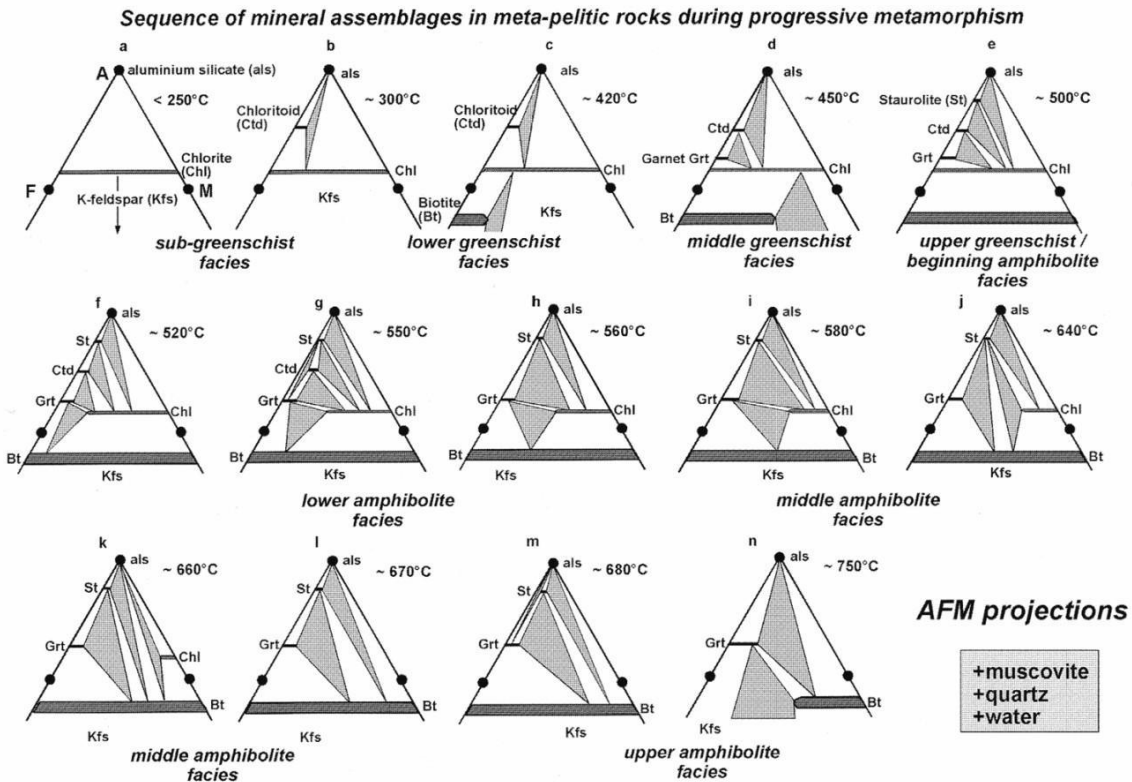 Sequence of mineral assemblages in meta-pelitic rocks during progressive metamorphism
a
A
aluminium silicate (als)
< 250°C
Chlorite
(Chl)
F
M
K-feldspar (Kfs)
b
als
~ 300°C
Chloritoid
(Ctd)
Chl
Kfs
sub-greenschist
facies
c
als
~ 420°C
Chloritoid
(Ctd)
Chl
Biotite
(Bt)
Kfs
lower greenschist
facies
d
als
~ 450°C
Ctd
Garnet Grt
Chl
Bt
middle greenschist
facies
e
als
~ 500°C
Staurolite (St)
Ctd
Grt
Chl
upper greenschist /
beginning amphibolite
facies
f
als
~ 520°C
St
Ctd
Grt
Chl
Bt
Kfs
g
als
~ 550°C
St
Ctd
Grt
Chl
Bt
Kfs
lower amphibolite
facies
h
als
~ 560°C
St
Grt
Chl
Bt
Kfs
i
als
~ 580°C
St
Grt
Chl
Bt
Kfs
middle amphibolite
facies
j
als
~ 640°C
St
Grt
Chl
Bt
Kfs
k
als
~ 660°C
St
Grt
Chl
Bt
Kfs
middle amphibolite
facies
l
als
~ 670°C
St
Grt
Bt
Kfs
m
als
~ 680°C
St
Grt
Bt
Kfs
upper amphibolite
facies
n
als
~ 750°C
Grt
Bt
Kfs
AFM projections
+muscovite
+quartz
+water